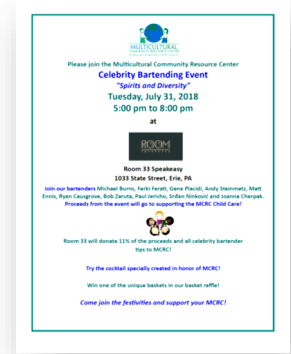 MULTICULTURAL
COMMUNITY RESOURCE CENTER
Please join the Multicultural Community Resource Center
Celebrity Bartending Event
"Spirits and Diversity"
Tuesday, July 31, 2018
5:00 pm to 8:00 pm
at
ROOM
Room 33 Speakeasy
1033 State Street, Erie, PA
Join our bartenders Michael Burns, Ferki Ferati, Gene Placidi, Andy Steinmetz, Matt
Ennis, Ryan Causgrove, Bob Zaruta, Paul Jericho, Srđan Ninković and Joanna Cherpak.
Proceeds from the event will go to supporting the MCRC Child Care!
Room 33 will donate 11% of the proceeds and all celebrity bartender
tips to MCRC!
Try the cocktail specially created in honor of MCRC!
Win one of the unique baskets in our basket raffle!
Come join the festivities and support your MCRC!